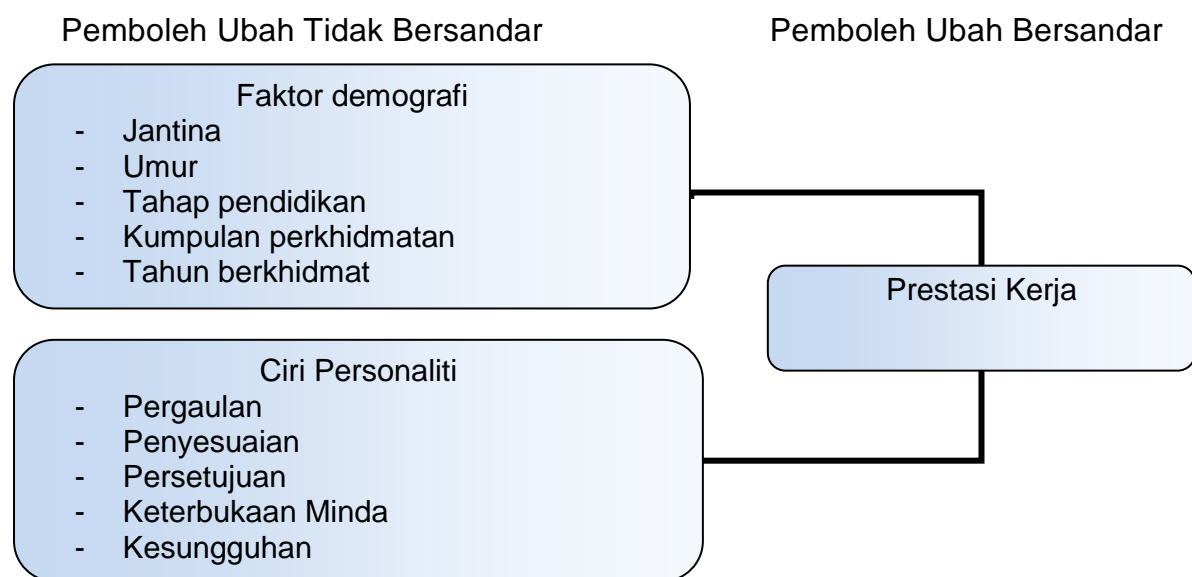 Pemboleh Ubah Tidak Bersandar
Pemboleh Ubah Bersandar
Faktor demografi
- Jantina
- Umur
- Tahap pendidikan
- Kumpulan perkhidmatan
- Tahun berkhidmat
Prestasi Kerja
Ciri Personaliti
- Pergaulan
- Penyesuaian
- Persetujuan
- Keterbukaan Minda
- Kesungguhan